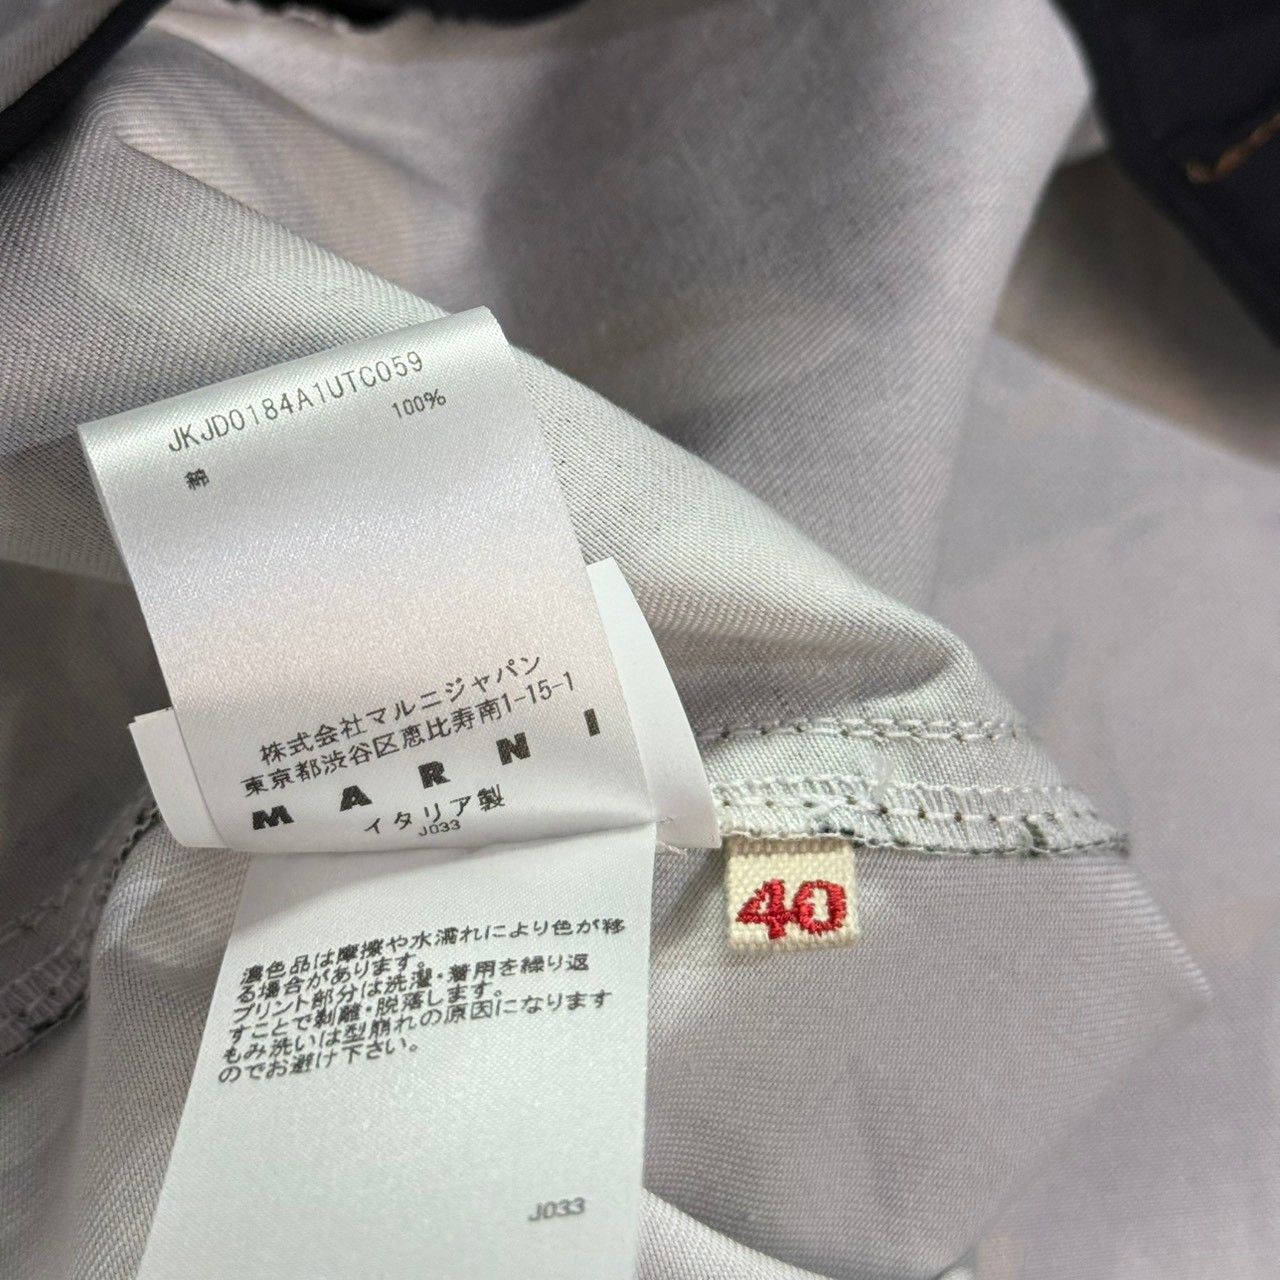 JKJD0184A1UTC059
綿 100%
株式会社マルニジャパン
東京都渋谷区恵比寿南1-15-1
MARNI
イタリア製
J033
40
濃色品は摩擦や水濡れにより色が移
る場合があります。
プリント部分は洗濯・着用を繰り返
すことで剥離・脱落します。
もみ洗いは型崩れの原因になります
のでお避け下さい。
J033